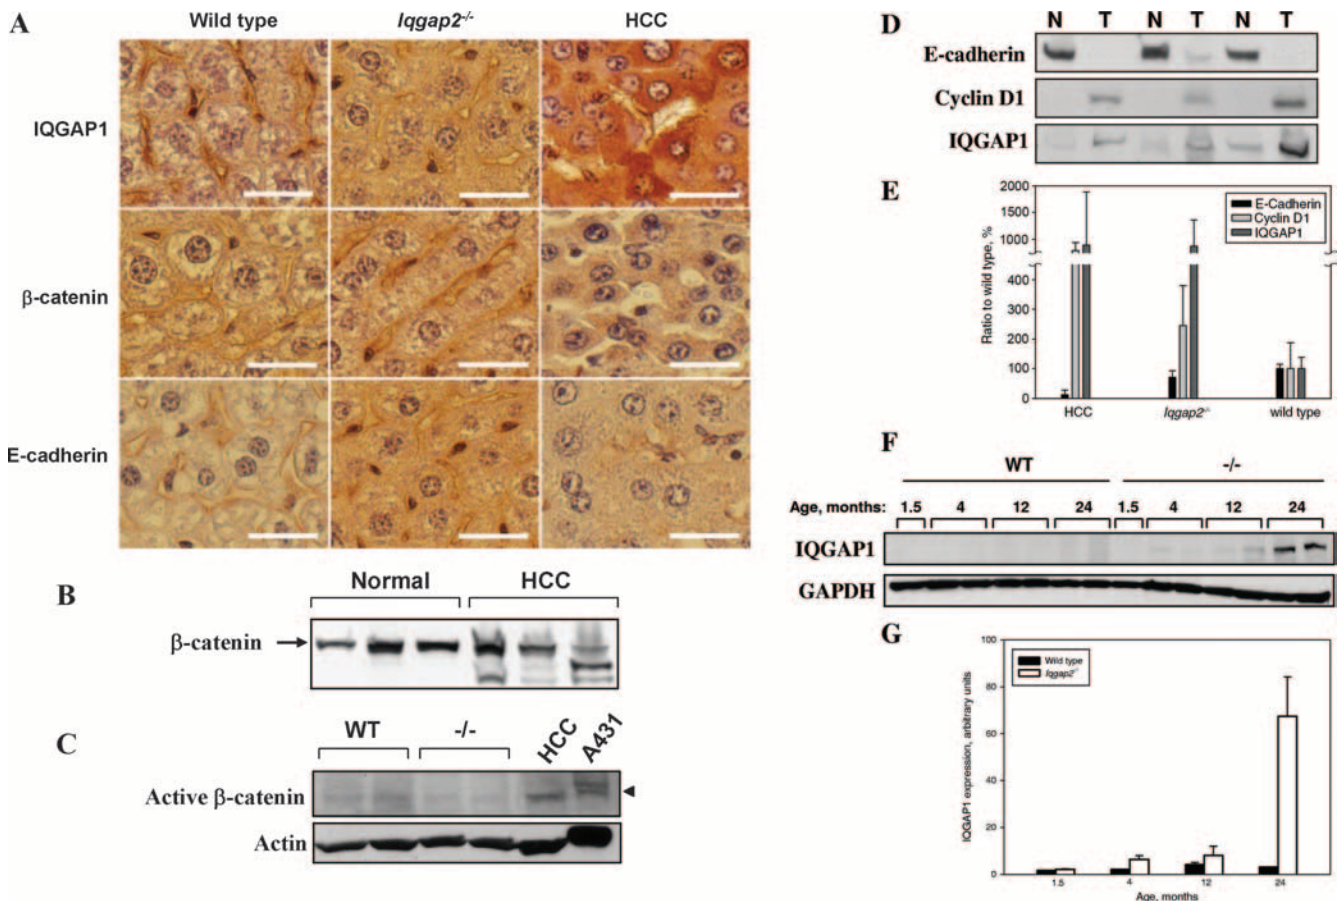 A
Wild type Iqgap2-/- HCC
IQGAP1
β-catenin
E-cadherin
B
Normal HCC
β-catenin
C
WT -/- HCC A431
Active β-catenin
Actin
D
N T N T N T
E-cadherin
Cyclin D1
IQGAP1
E
Ratio to wild type, %
2000
1500
1000
400
300
200
100
0
E-Cadherin
Cyclin D1
IQGAP1
HCC Iqgap2-/- wild type
F
WT -/-
Age, months: 1.5 4 12 24 1.5 4 12 24
IQGAP1
GAPDH
G
IQGAP1 expression, arbitrary units
100
80
60
40
20
0
Wild type
Iqgap2-/-
1.5 4 12 24
Age, months